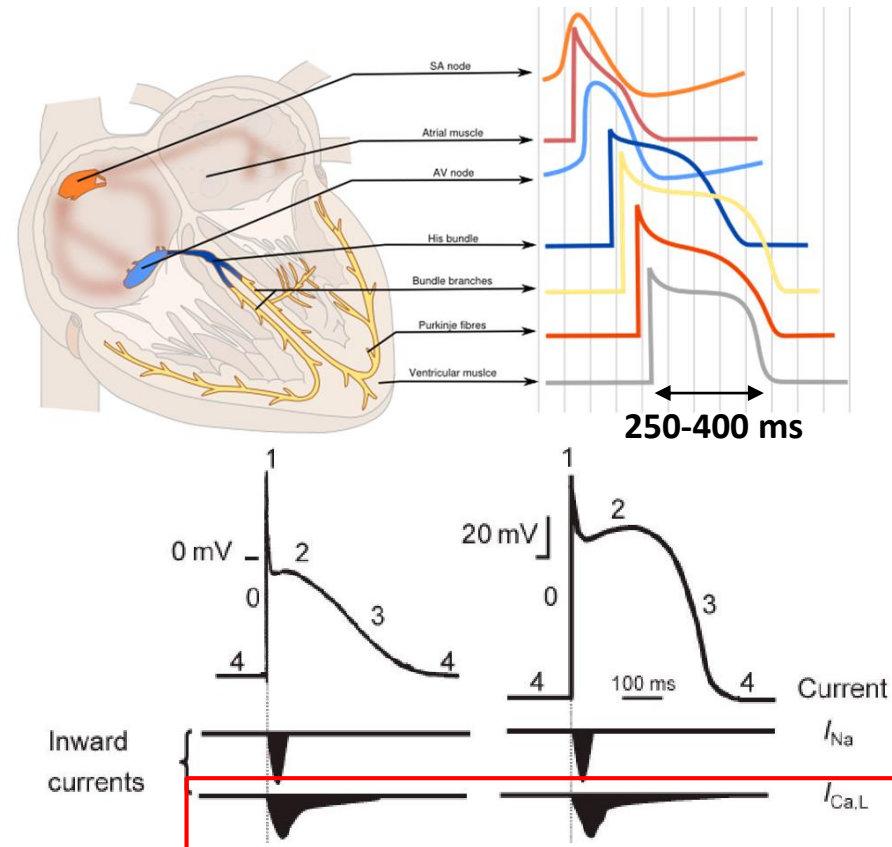 SA node
Atrial muscle
AV node
His bundle
Bundle branches
Purkinje fibres
Ventricular muslce
250-400 ms
1
0 mV
2
0
3
4
4
1
20 mV
2
0
3
4
100 ms
4
Current
Inward
currents
I Na
I Ca,L